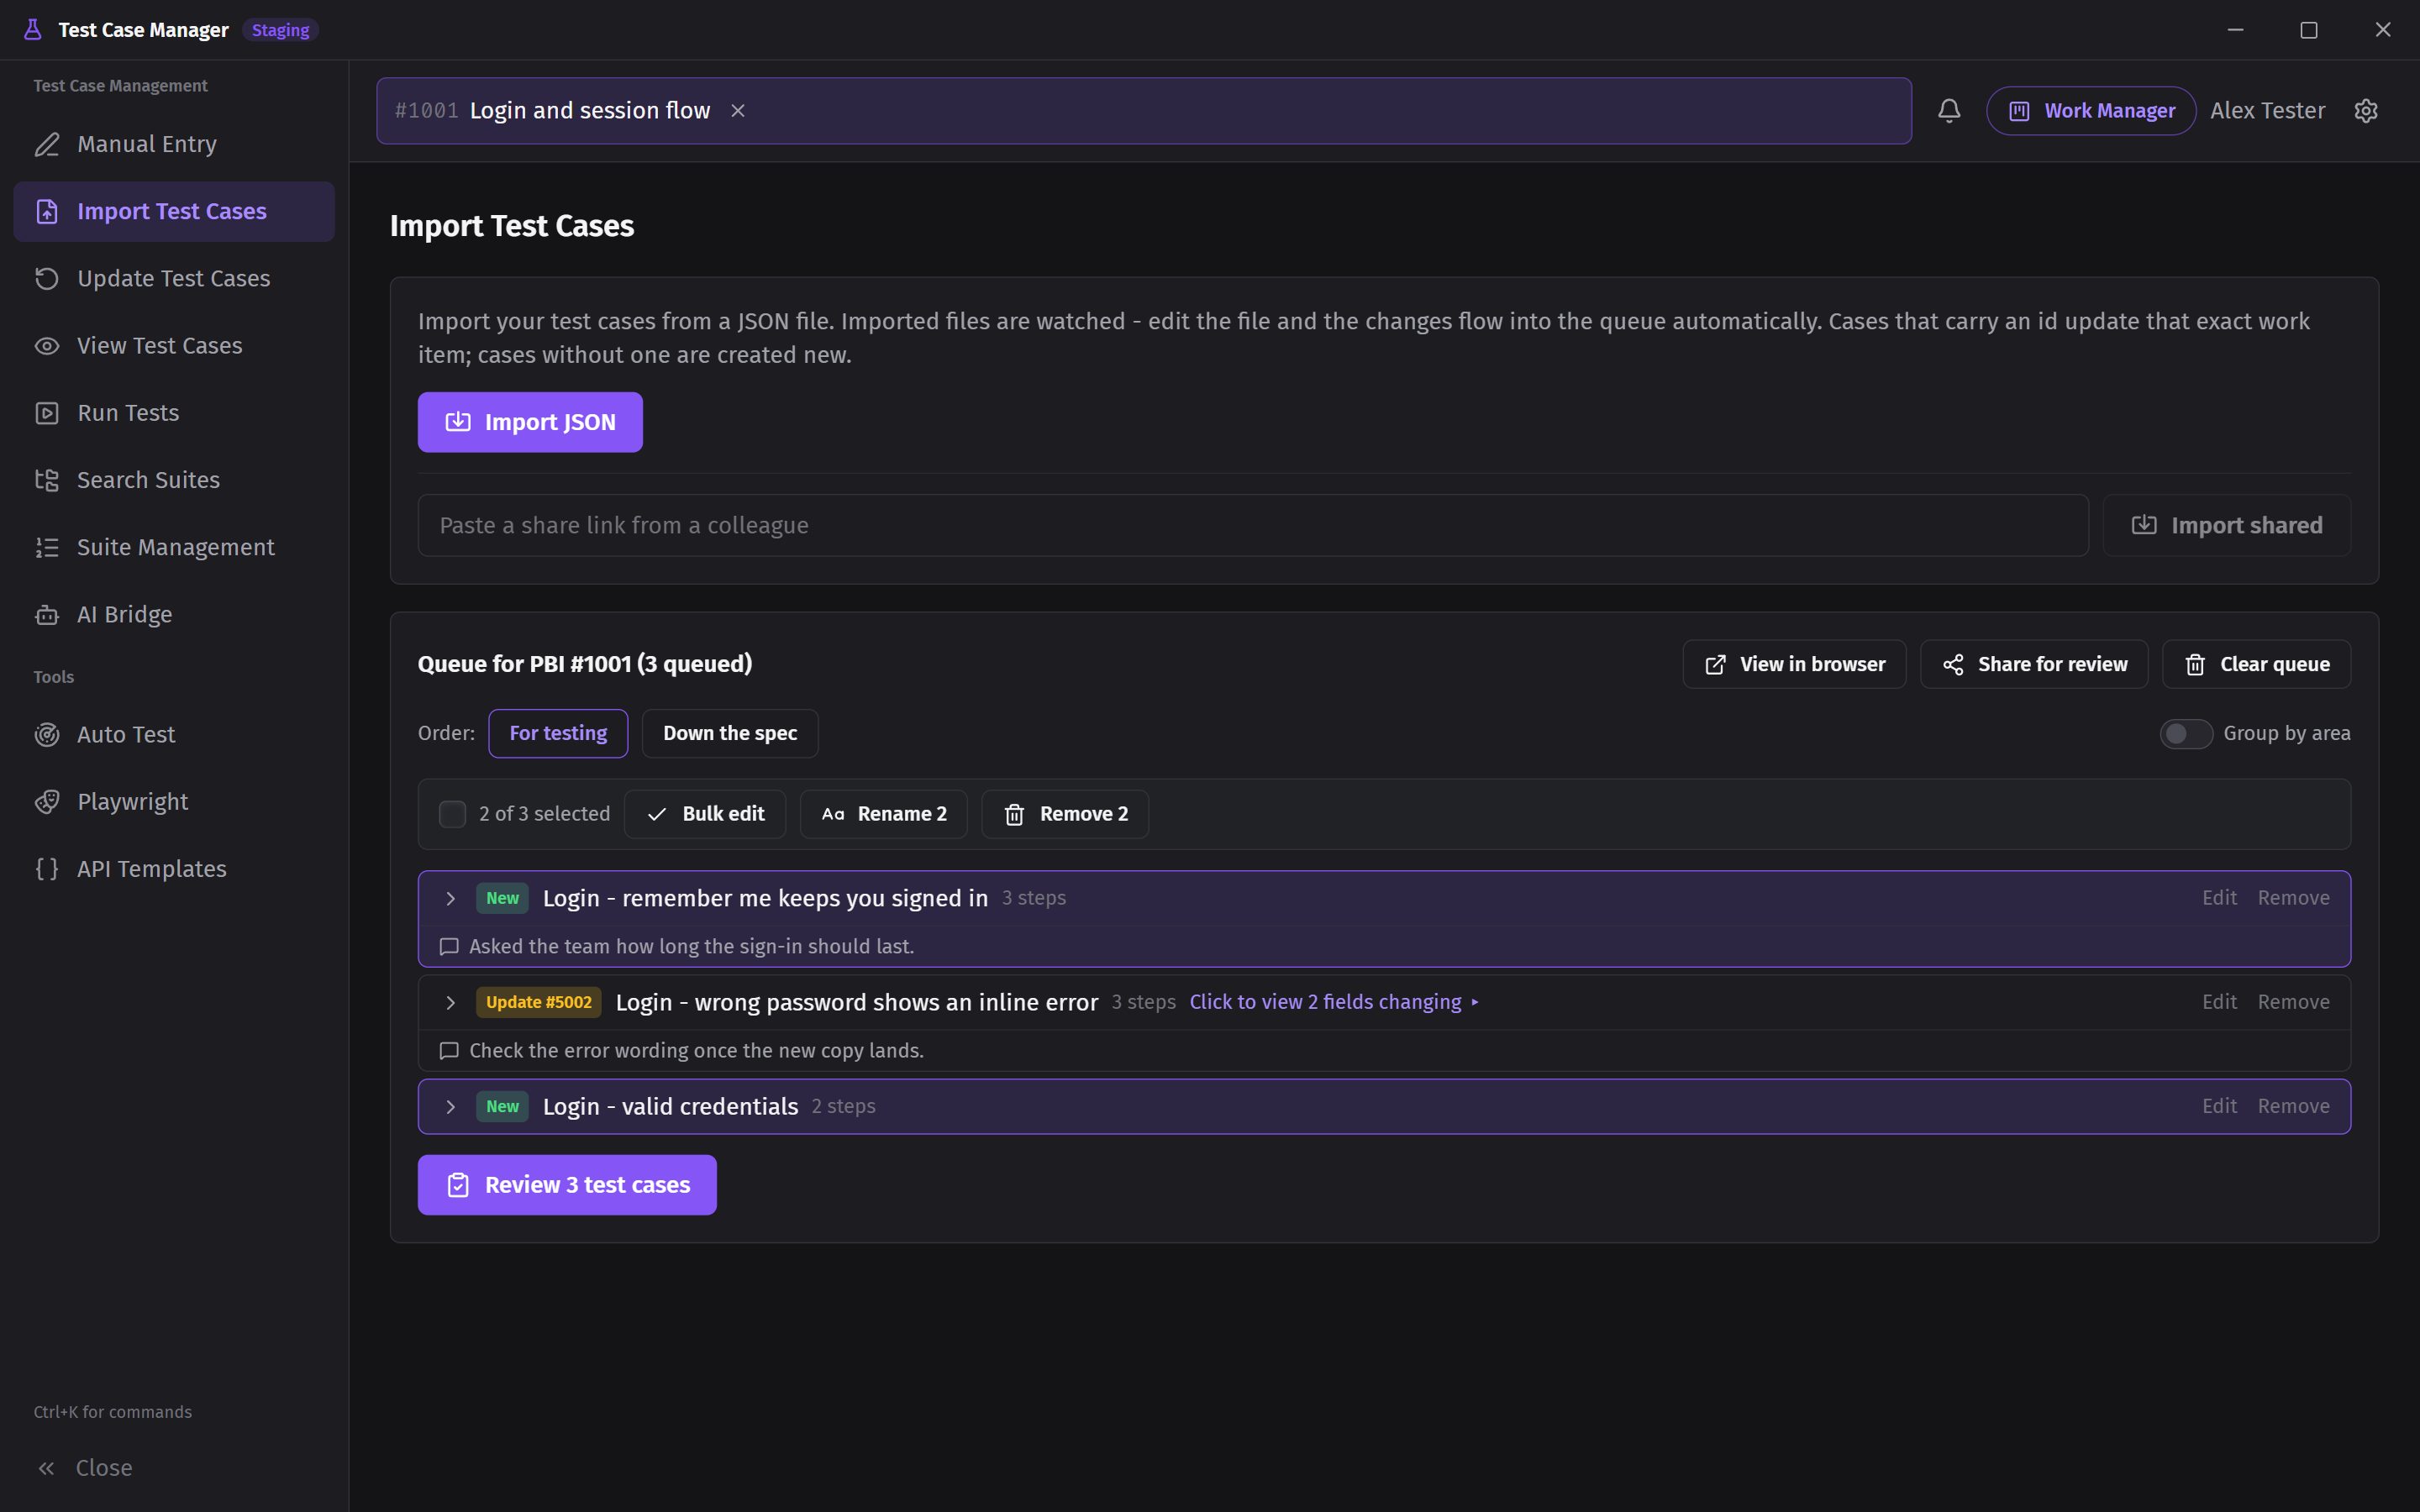 Test Case Manager Staging
Test Case Management
Manual Entry
Import Test Cases
Update Test Cases
View Test Cases
Run Tests
Search Suites
Suite Management
AI Bridge
Tools
Auto Test
Playwright
API Templates
Ctrl+K for commands
Close
#1001 Login and session flow
Work Manager
Alex Tester
Import Test Cases
Import your test cases from a JSON file. Imported files are watched - edit the file and the changes flow into the queue automatically. Cases that carry an id update that exact work
item; cases without one are created new.
Import JSON
Paste a share link from a colleague
Import shared
Queue for PBI #1001 (3 queued)
View in browser
Share for review
Clear queue
Order: For testing Down the spec
Group by area
2 of 3 selected Bulk edit Aa Rename 2 Remove 2
New Login - remember me keeps you signed in 3 steps Edit Remove
Asked the team how long the sign-in should last.
Update #5002 Login - wrong password shows an inline error 3 steps Click to view 2 fields changing ▸ Edit Remove
Check the error wording once the new copy lands.
New Login - valid credentials 2 steps Edit Remove
Review 3 test cases